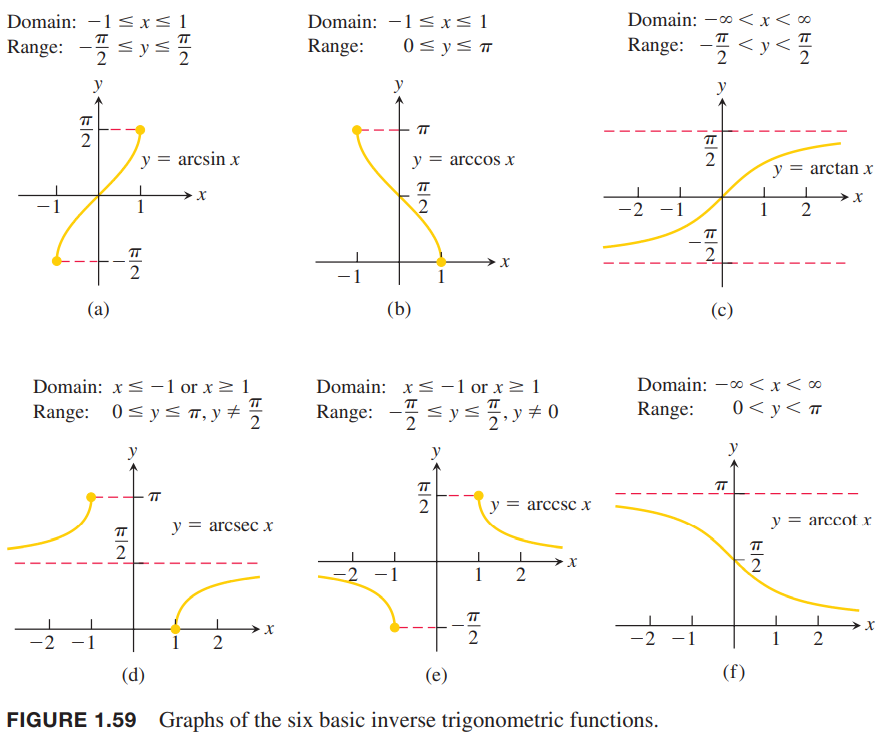 Domain: −1 ≤ x ≤ 1
Range: −π/2 ≤ y ≤ π/2
y
π/2
y = arcsin x
x
−1
1
−π/2
(a)
Domain: −1 ≤ x ≤ 1
Range: 0 ≤ y ≤ π
y
π
y = arccos x
π/2
x
−1
1
(b)
Domain: −∞ < x < ∞
Range: −π/2 < y < π/2
y
π/2
y = arctan x
x
−2 −1 1 2
−π/2
(c)
Domain: x ≤ −1 or x ≥ 1
Range: 0 ≤ y ≤ π, y ≠ π/2
y
π
y = arcsec x
π/2
x
−2 −1 1 2
(d)
Domain: x ≤ −1 or x ≥ 1
Range: −π/2 ≤ y ≤ π/2, y ≠ 0
y
π/2
y = arccsc x
x
−2 −1 1 2
−π/2
(e)
Domain: −∞ < x < ∞
Range: 0 < y < π
y
π
y = arccot x
π/2
x
−2 −1 1 2
(f)
FIGURE 1.59 Graphs of the six basic inverse trigonometric functions.